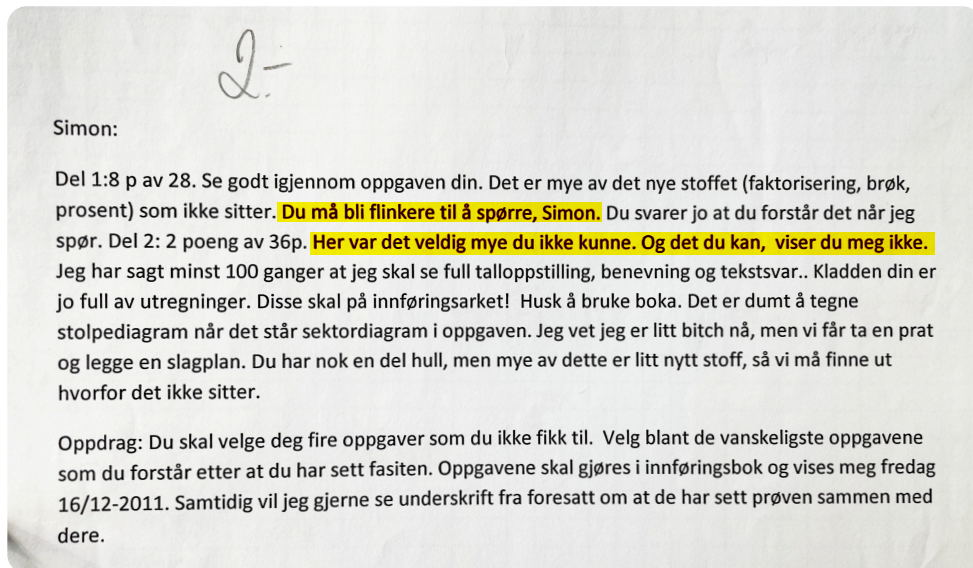 2-
Simon:
Del 1:8 p av 28. Se godt igjennom oppgaven din. Det er mye av det nye stoffet (faktorisering, brøk,
prosent) som ikke sitter. Du må bli flinkere til å spørre, Simon. Du svarer jo at du forstår det når jeg
spør. Del 2: 2 poeng av 36p. Her var det veldig mye du ikke kunne. Og det du kan, viser du meg ikke.
Jeg har sagt minst 100 ganger at jeg skal se full talloppstilling, benevning og tekstsvar.. Kladden din er
jo full av utregninger. Disse skal på innføringsarket! Husk å bruke boka. Det er dumt å tegne
stolpediagram når det står sektordiagram i oppgaven. Jeg vet jeg er litt bitch nå, men vi får ta en prat
og legge en slagplan. Du har nok en del hull, men mye av dette er litt nytt stoff, så vi må finne ut
hvorfor det ikke sitter.
Oppdrag: Du skal velge deg fire oppgaver som du ikke fikk til. Velg blant de vanskeligste oppgavene
som du forstår etter at du har sett fasiten. Oppgavene skal gjøres i innføringsbok og vises meg fredag
16/12-2011. Samtidig vil jeg gjerne se underskrift fra foresatt om at de har sett prøven sammen med
dere.